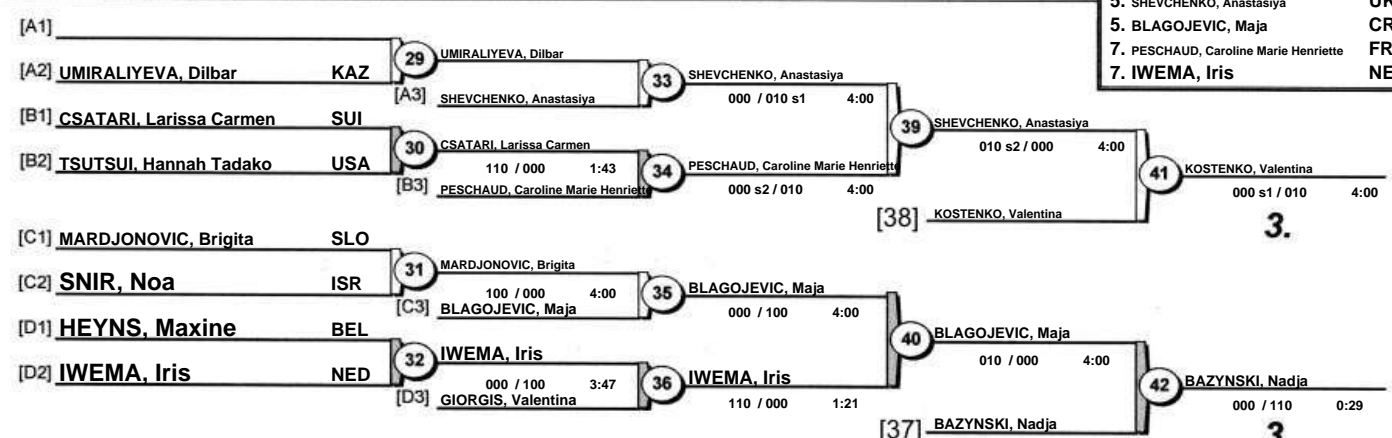 5. SHEVCHENKO, Anastasiya
5. BLAGOJEVIC, Maja
7. PESCHAUD, Caroline Marie Henriette
7. IWEMA, Iris
[A1]
[A2] UMIRALIYEVA, Dilbar KAZ
29
UMIRALIYEVA, Dilbar
[A3] SHEVCHENKO, Anastasiya
33
SHEVCHENKO, Anastasiya
000 / 010 s1 4:00
[B1] CSATARI, Larissa Carmen SUI
[B2] TSUTSUI, Hannah Tadako USA
30
CSATARI, Larissa Carmen
110 / 000 1:43
[B3] PESCHAUD, Caroline Marie Henriette
34
PESCHAUD, Caroline Marie Henriette
000 s2 / 010 4:00
39
SHEVCHENKO, Anastasiya
010 s2 / 000 4:00
[38] KOSTENKO, Valentina
41
KOSTENKO, Valentina
000 s1 / 010 4:00
3.
[C1] MARDJONOVIC, Brigita SLO
[C2] SNIR, Noa ISR
31
MARDJONOVIC, Brigita
100 / 000 4:00
[C3] BLAGOJEVIC, Maja
35
BLAGOJEVIC, Maja
000 / 100 4:00
[D1] HEYNS, Maxine BEL
[D2] IWEMA, Iris NED
32
IWEMA, Iris
000 / 100 3:47
[D3] GIORGIS, Valentina
36
IWEMA, Iris
110 / 000 1:21
40
BLAGOJEVIC, Maja
010 / 000 4:00
[37] BAZYNSKI, Nadja
42
BAZYNSKI, Nadja
000 / 110 0:29
3